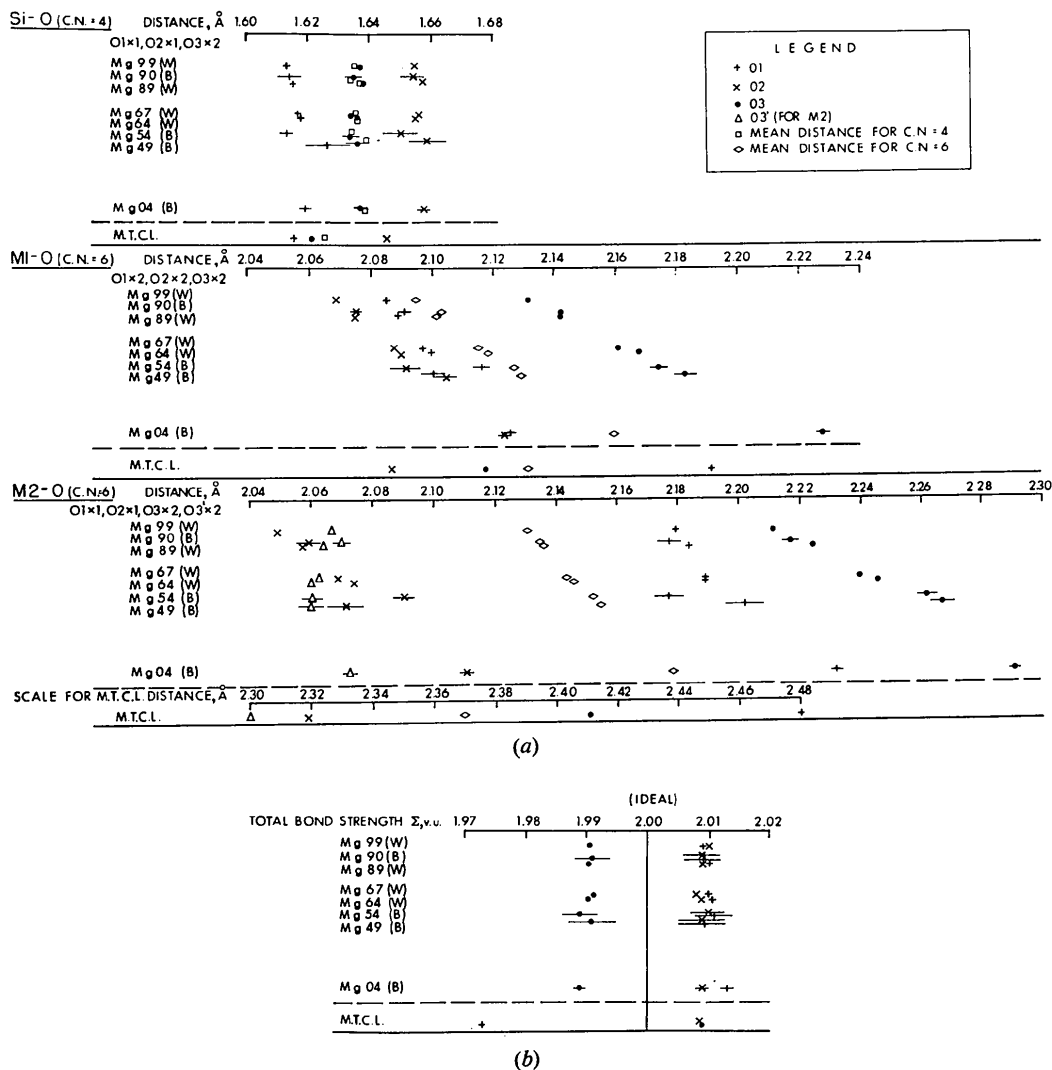 Si-O (C.N.=4) DISTANCE, Å 1.60 1.62 1.64 1.66 1.68
O1×1,O2×1,O3×2
Mg 99 (W)
Mg 90 (B)
Mg 89 (W)
Mg 67 (W)
Mg 64 (W)
Mg 54 (B)
Mg 49 (B)
Mg 04 (B)
M.T.C.L.
LEGEND
+ O1
× O2
● O3
△ O3' (FOR M2)
□ MEAN DISTANCE FOR C.N=4
◇ MEAN DISTANCE FOR C.N=6
M1-O (C.N.=6) DISTANCE, Å 2.04 2.06 2.08 2.10 2.12 2.14 2.16 2.18 2.20 2.22 2.24
O1×2,O2×2,O3×2
Mg 99 (W)
Mg 90 (B)
Mg 89 (W)
Mg 67 (W)
Mg 64 (W)
Mg 54 (B)
Mg 49 (B)
Mg 04 (B)
M.T.C.L.
M2-O (C.N.=6) DISTANCE, Å 2.04 2.06 2.08 2.10 2.12 2.14 2.16 2.18 2.20 2.22 2.24 2.26 2.28 2.30
O1×1,O2×1,O3×2,O3'×2
Mg 99 (W)
Mg 90 (B)
Mg 89 (W)
Mg 67 (W)
Mg 64 (W)
Mg 54 (B)
Mg 49 (B)
Mg 04 (B)
SCALE FOR M.T.C.L. DISTANCE, Å 2.30 2.32 2.34 2.36 2.38 2.40 2.42 2.44 2.46 2.48
M.T.C.L.
(a)
(IDEAL)
TOTAL BOND STRENGTH Σ,v.u. 1.97 1.98 1.99 2.00 2.01 2.02
Mg 99 (W)
Mg 90 (B)
Mg 89 (W)
Mg 67 (W)
Mg 64 (W)
Mg 54 (B)
Mg 49 (B)
Mg 04 (B)
M.T.C.L.
(b)